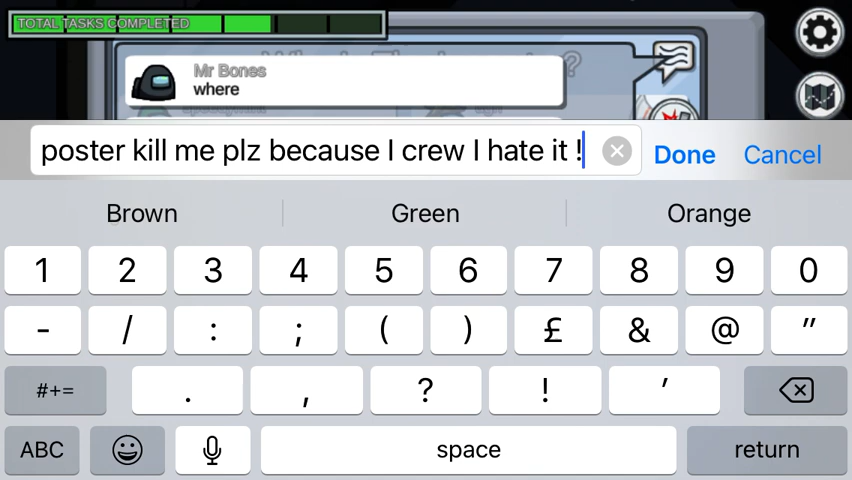 TOTAL TASKS COMPLETED
Mr Bones
where
poster kill me plz because I crew I hate it !
Done
Cancel
Brown
Green
Orange
1 2 3 4 5 6 7 8 9 0
- / : ; ( ) £ & @ "
#+= . , ? ! '
ABC space return